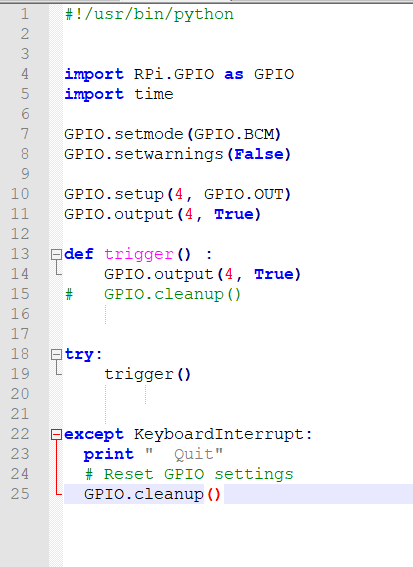 1 #!/usr/bin/python
2
3
4 import RPi.GPIO as GPIO
5 import time
6
7 GPIO.setmode(GPIO.BCM)
8 GPIO.setwarnings(False)
9
10 GPIO.setup(4, GPIO.OUT)
11 GPIO.output(4, True)
12
13 def trigger() :
14     GPIO.output(4, True)
15 #   GPIO.cleanup()
16
17
18 try:
19     trigger()
20
21
22 except KeyboardInterrupt:
23   print "  Quit"
24   # Reset GPIO settings
25   GPIO.cleanup()